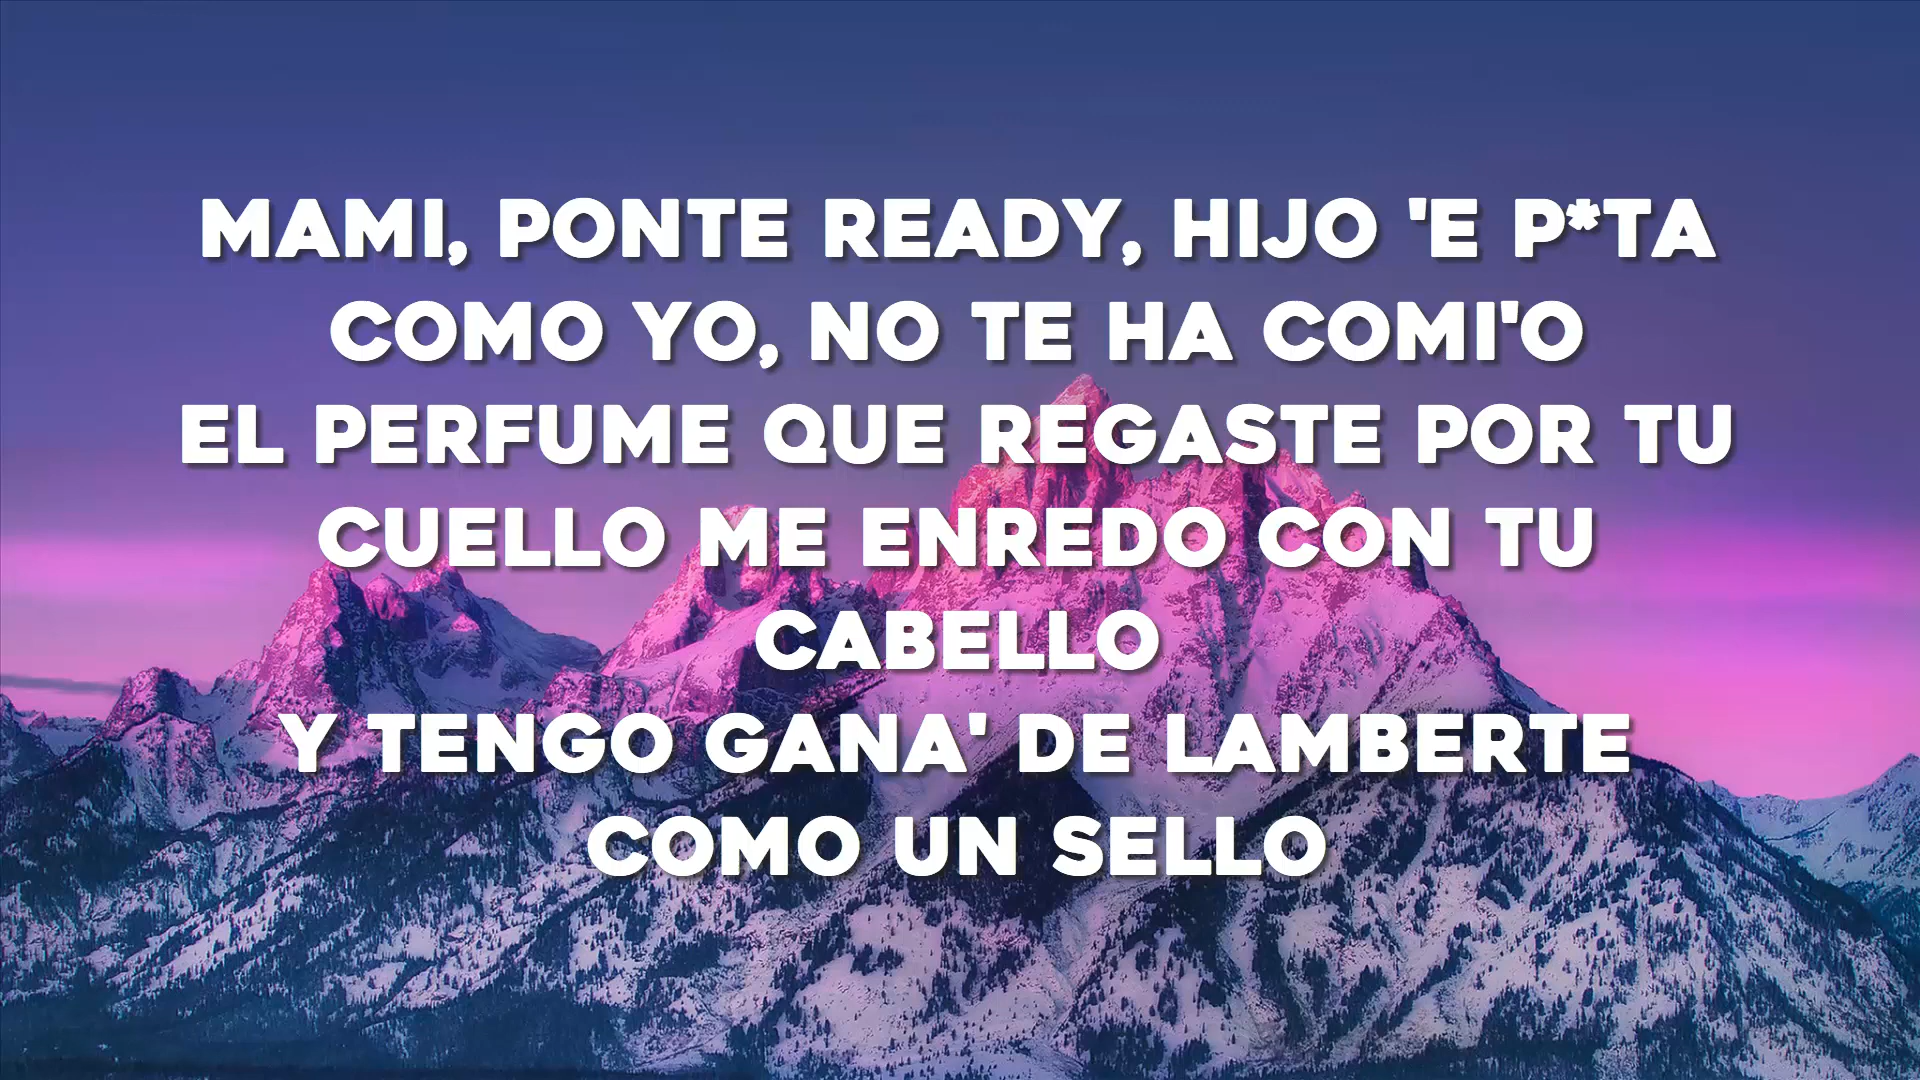 MAMI, PONTE READY, HIJO 'E P*TA
COMO YO, NO TE HA COMI'O
EL PERFUME QUE REGASTE POR TU
CUELLO ME ENREDO CON TU
CABELLO
Y TENGO GANA' DE LAMBERTE
COMO UN SELLO